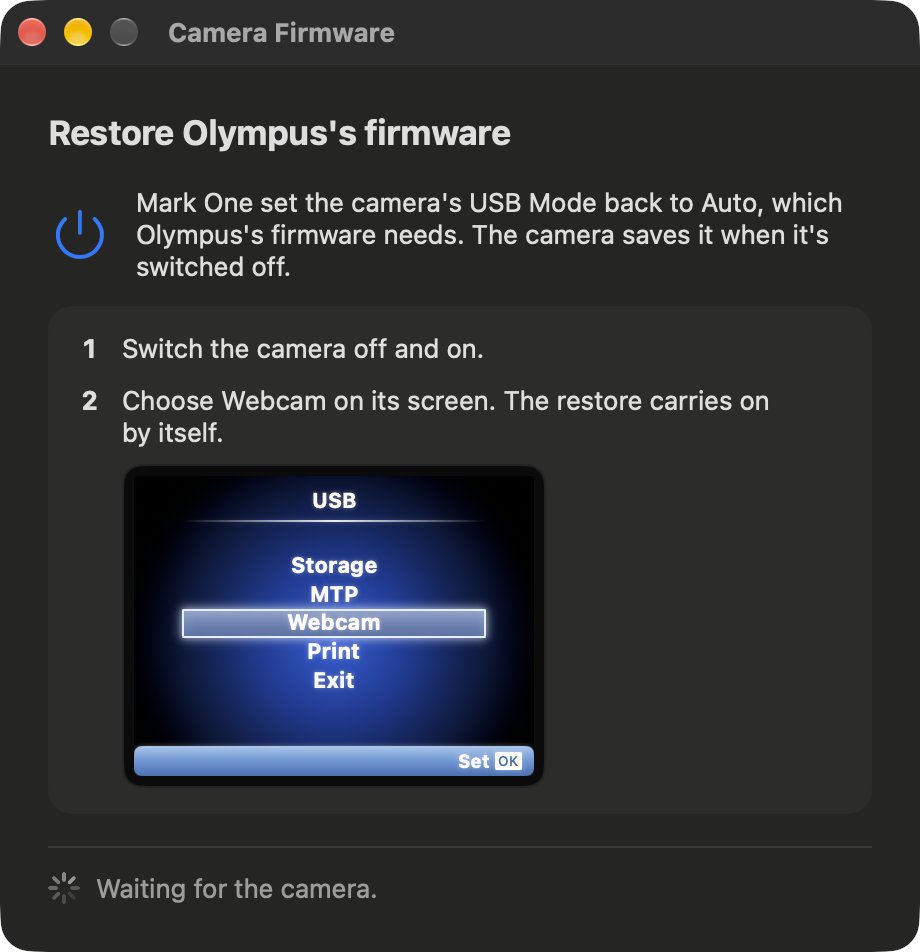 Camera Firmware
Restore Olympus's firmware
Mark One set the camera's USB Mode back to Auto, which
Olympus's firmware needs. The camera saves it when it's
switched off.
1 Switch the camera off and on.
2 Choose Webcam on its screen. The restore carries on
by itself.
USB
Storage
MTP
Webcam
Print
Exit
Set OK
Waiting for the camera.